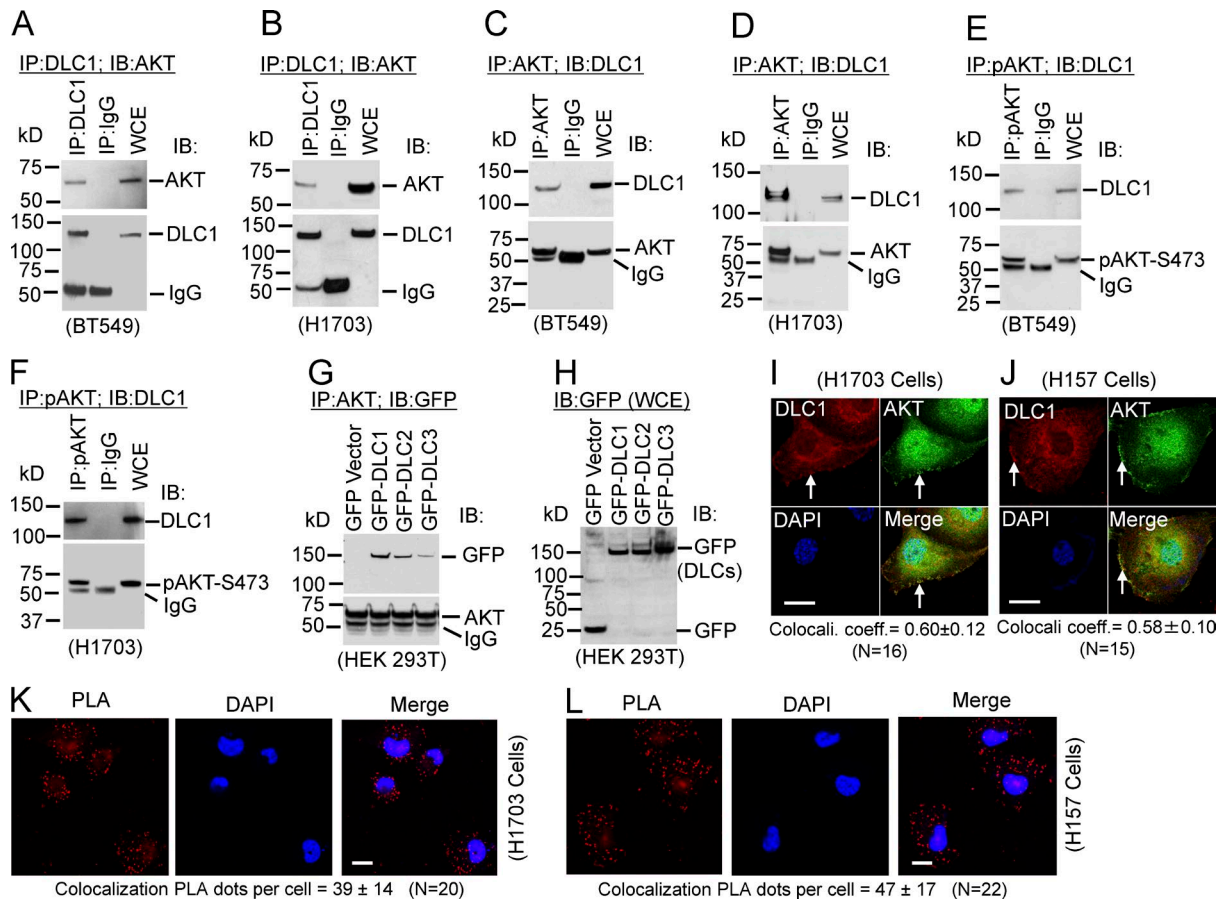 A
IP:DLC1; IB:AKT
kD
IP:DLC1
IP:IgG
WCE
IB:
75
50
AKT
150
100
75
50
DLC1
IgG
(BT549)
B
IP:DLC1; IB:AKT
kD
IP:DLC1
IP:IgG
WCE
IB:
75
50
AKT
150
100
75
50
DLC1
IgG
(H1703)
C
IP:AKT; IB:DLC1
kD
IP:AKT
IP:IgG
WCE
IB:
150
100
DLC1
75
50
37
25
AKT
IgG
(BT549)
D
IP:AKT; IB:DLC1
kD
IP:AKT
IP:IgG
WCE
IB:
150
100
DLC1
75
50
37
25
AKT
IgG
(H1703)
E
IP:pAKT; IB:DLC1
kD
IP:pAKT
IP:IgG
WCE
IB:
150
100
DLC1
75
50
37
25
pAKT-S473
IgG
(BT549)
F
IP:pAKT; IB:DLC1
kD
IP:pAKT
IP:IgG
WCE
IB:
150
100
DLC1
75
50
37
pAKT-S473
IgG
(H1703)
G
IP:AKT; IB:GFP
kD
GFP Vector
GFP-DLC1
GFP-DLC2
GFP-DLC3
IB:
150
100
GFP
75
50
AKT
IgG
(HEK 293T)
H
IB:GFP (WCE)
kD
GFP Vector
GFP-DLC1
GFP-DLC2
GFP-DLC3
IB:
150
100
75
50
25
GFP
(DLCs)
GFP
(HEK 293T)
I
(H1703 Cells)
DLC1
AKT
DAPI
Merge
Colocali. coeff.= 0.60±0.12
(N=16)
J
(H157 Cells)
DLC1
AKT
DAPI
Merge
Colocali coeff.= 0.58±0.10
(N=15)
K
PLA
DAPI
Merge
(H1703 Cells)
Colocalization PLA dots per cell = 39 ± 14 (N=20)
L
PLA
DAPI
Merge
(H157 Cells)
Colocalization PLA dots per cell = 47 ± 17 (N=22)